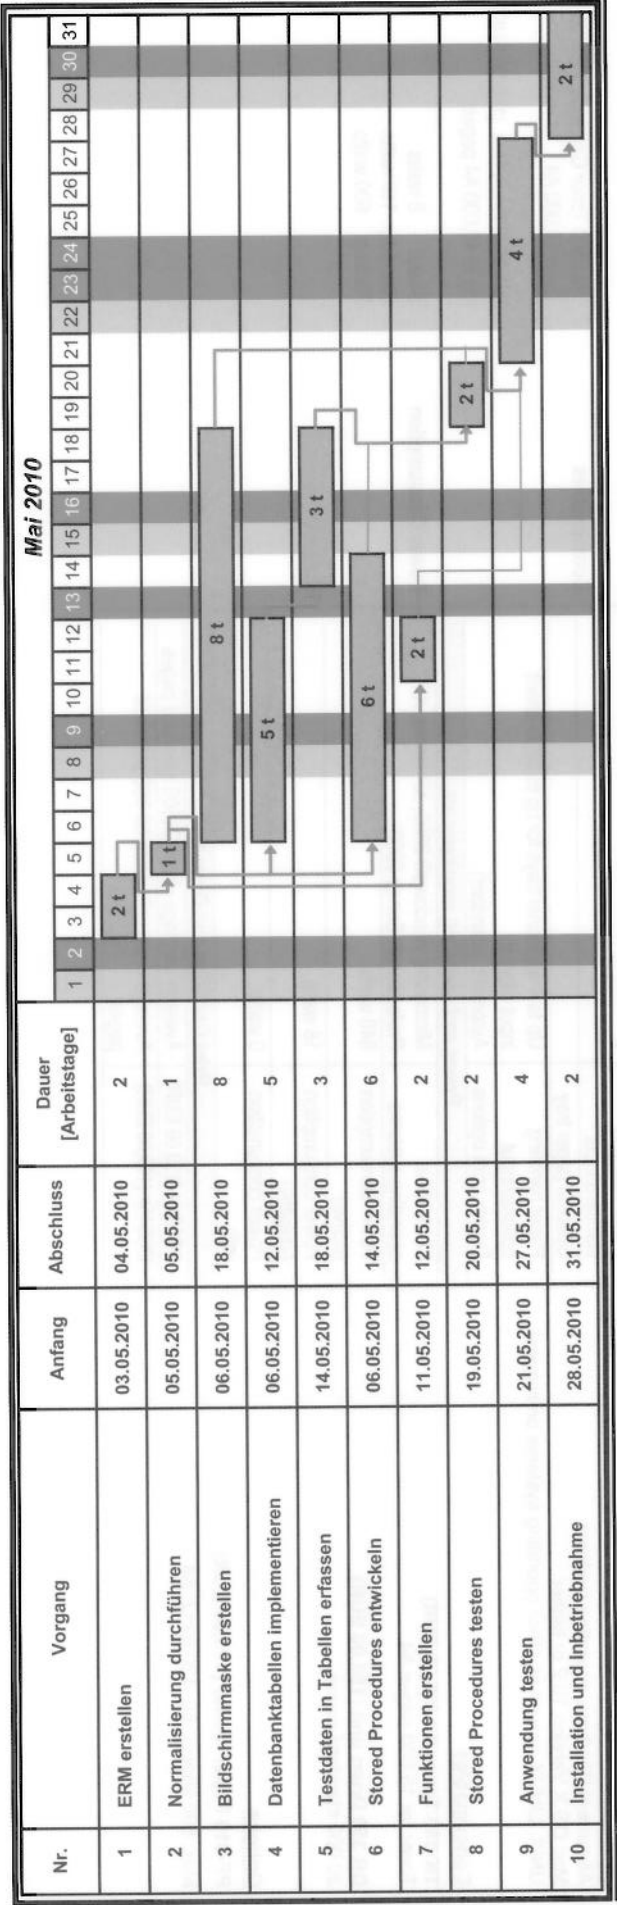 Nr. Vorgang Anfang Abschluss Dauer [Arbeitstage] Mai 2010
1 2 3 4 5 6 7 8 9 10 11 12 13 14 15 16 17 18 19 20 21 22 23 24 25 26 27 28 29 30 31
1 ERM erstellen 03.05.2010 04.05.2010 2 2 t
2 Normalisierung durchführen 05.05.2010 05.05.2010 1 1 t
3 Bildschirmmaske erstellen 06.05.2010 18.05.2010 8 8 t
4 Datenbanktabellen implementieren 06.05.2010 12.05.2010 5 5 t
5 Testdaten in Tabellen erfassen 14.05.2010 18.05.2010 3 3 t
6 Stored Procedures entwickeln 06.05.2010 14.05.2010 6 6 t
7 Funktionen erstellen 11.05.2010 12.05.2010 2 2 t
8 Stored Procedures testen 19.05.2010 20.05.2010 2 2 t
9 Anwendung testen 21.05.2010 27.05.2010 4 4 t
10 Installation und Inbetriebnahme 28.05.2010 31.05.2010 2 2 t